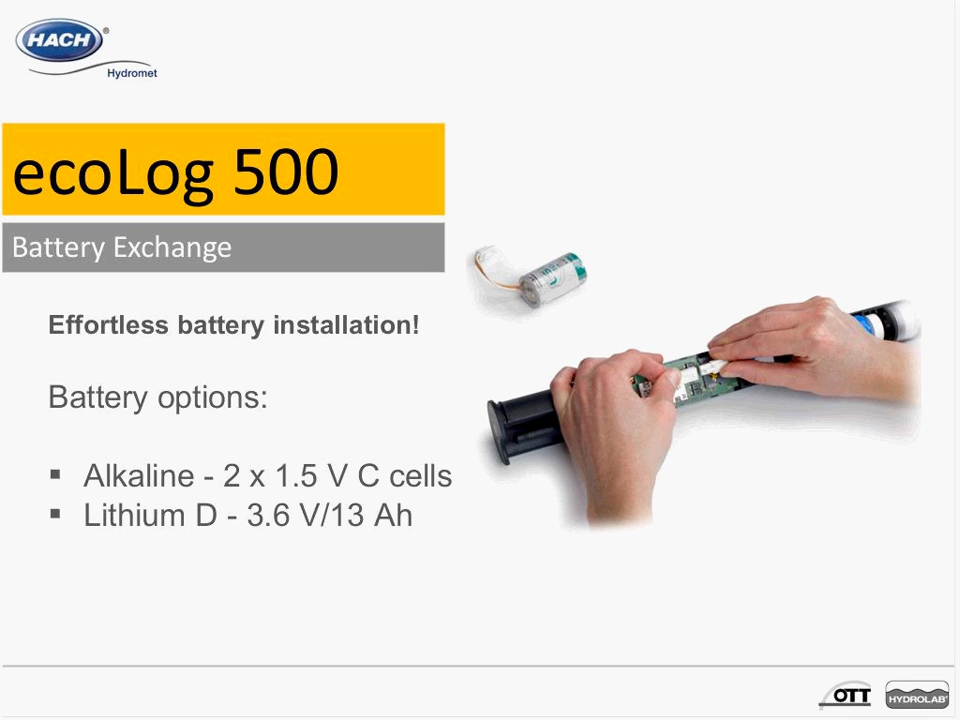 HACH®
Hydromet
ecoLog 500
Battery Exchange
Effortless battery installation!
Battery options:
▪ Alkaline - 2 x 1.5 V C cells
▪ Lithium D - 3.6 V/13 Ah
OTT
HYDROLAB